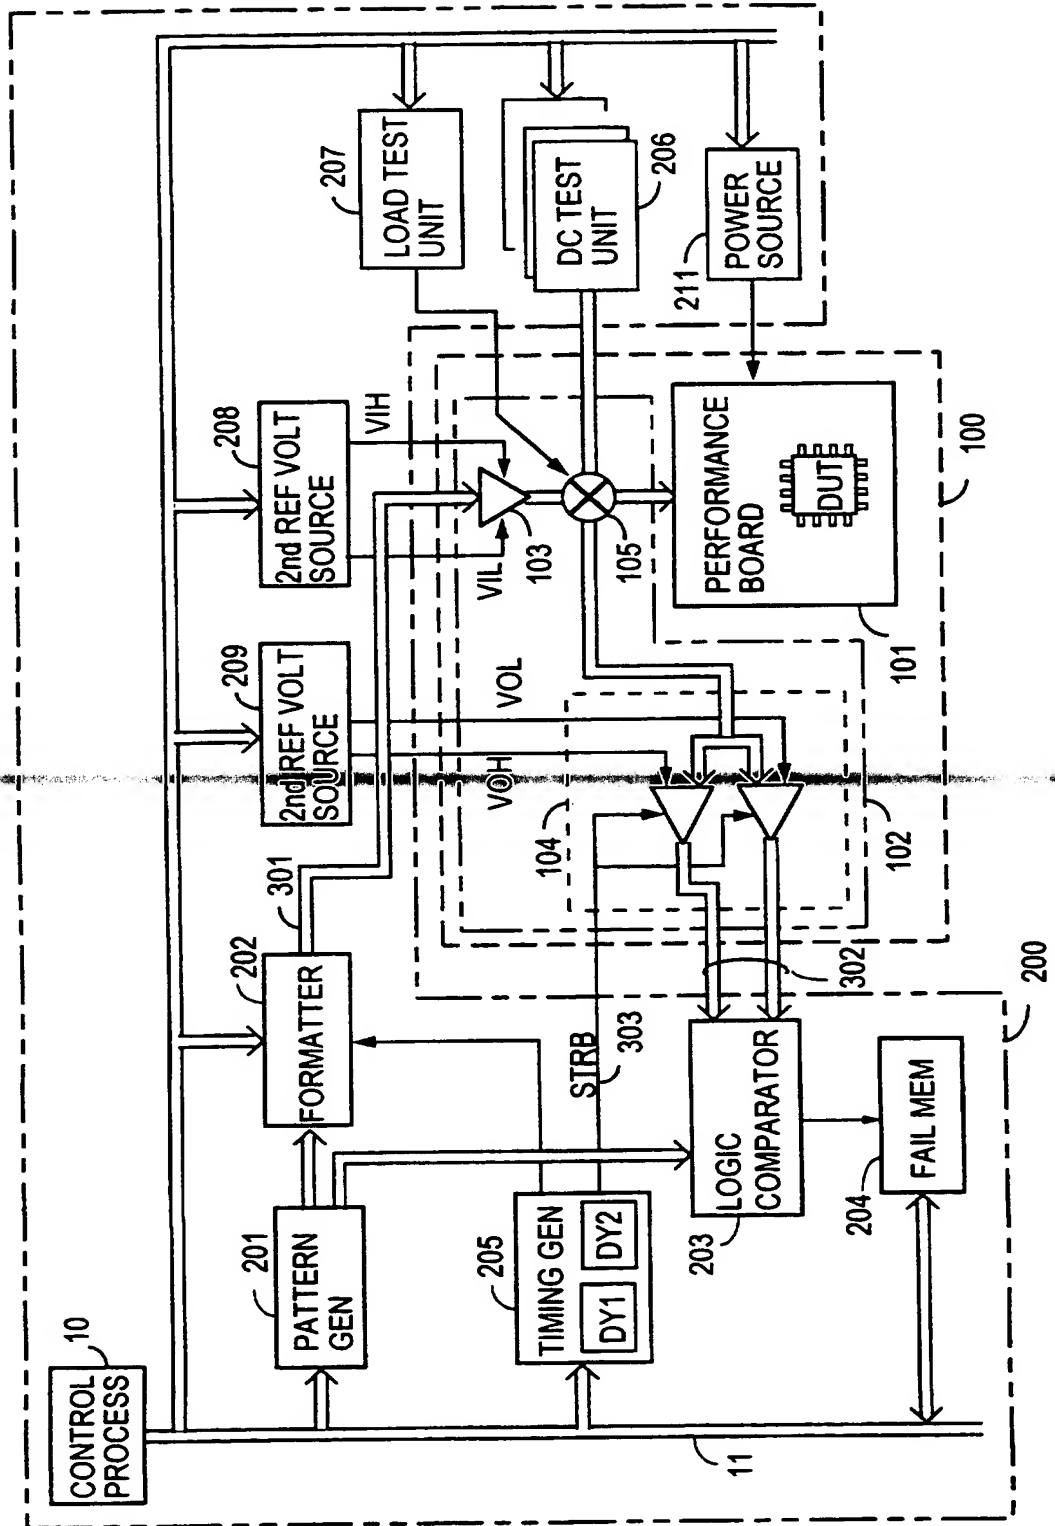 CONTROL
PROCESS
10
PATTERN
GEN
201
FORMATTER
202
301
2nd REF VOLT
SOURCE
209
2nd REF VOLT
SOURCE
208
LOAD TEST
UNIT
207
TIMING GEN
DY1
DY2
205
STRB
303
VOH
VOL
VIL
VIH
103
DC TEST
UNIT
206
104
105
LOGIC
COMPARATOR
203
302
102
PERFORMANCE
BOARD
DUT
101
POWER
SOURCE
211
FAIL MEM
204
11
200
100